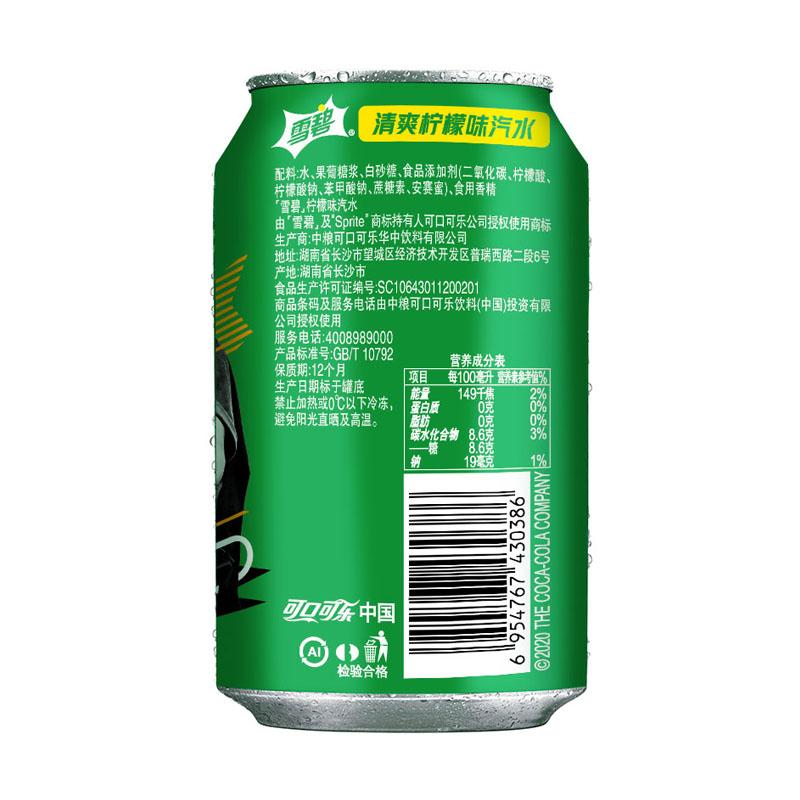 雪碧®
清爽柠檬味汽水
配料:水、果葡糖浆、白砂糖、食品添加剂(二氧化碳、柠檬酸、
柠檬酸钠、苯甲酸钠、蔗糖素、安赛蜜)、食用香精
「雪碧」柠檬味汽水
由「雪碧」及“Sprite”商标持有人可口可乐公司授权使用商标
生产商:中粮可口可乐华中饮料有限公司
地址:湖南省长沙市望城区经济技术开发区普瑞西路二段6号
产地:湖南省长沙市
食品生产许可证编号:SC10643011200201
商品条码及服务电话由中粮可口可乐饮料(中国)投资有限
公司授权使用
服务电话:4008989000
产品标准号:GB/T 10792
保质期:12个月
生产日期标于罐底
禁止加热或0℃以下冷冻,
避免阳光直晒及高温。
营养成分表
项目 每100毫升 营养素参考值%
能量 149千焦 2%
蛋白质 0克 0%
脂肪 0克 0%
碳水化合物 8.6克 3%
——糖 8.6克
钠 19毫克 1%
6 954767 430386
©2020 THE COCA-COLA COMPANY
可口可乐 中国
Al
检验合格